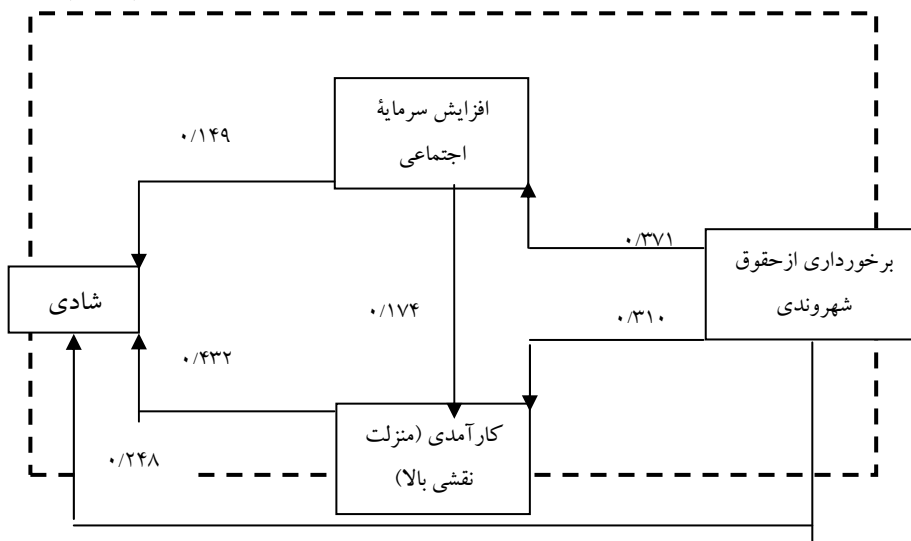 افزایش سرمایۀ
اجتماعی
۰/۱۴۹
۰/۳۷۱
برخورداری ازحقوق
شهروندی
شادی
۰/۱۷۴
۰/۳۱۰
۰/۴۳۲
کارآمدی (منزلت
نقشی بالا)
۰/۲۴۸